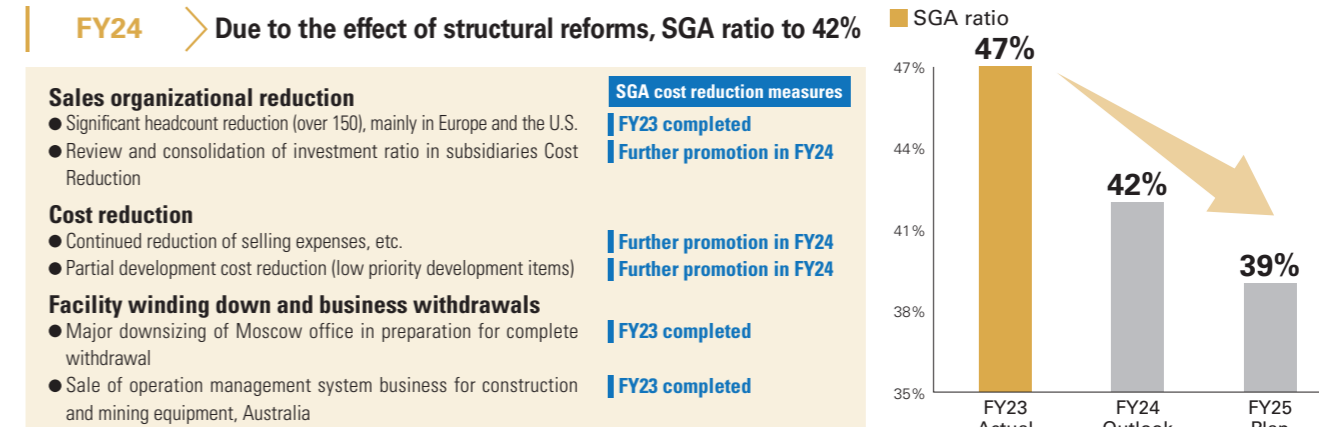 FY24
Due to the effect of structural reforms, SGA ratio to 42%
Sales organizational reduction
SGA cost reduction measures
● Significant headcount reduction (over 150), mainly in Europe and the U.S.
FY23 completed
● Review and consolidation of investment ratio in subsidiaries Cost
Reduction
Further promotion in FY24
Cost reduction
● Continued reduction of selling expenses, etc.
Further promotion in FY24
● Partial development cost reduction (low priority development items)
Further promotion in FY24
Facility winding down and business withdrawals
● Major downsizing of Moscow office in preparation for complete
withdrawal
FY23 completed
● Sale of operation management system business for construction
and mining equipment, Australia
FY23 completed
SGA ratio
47%
44%
41%
38%
35%
47%
42%
39%
FY23
Actual
FY24
Outlook
FY25
Plan